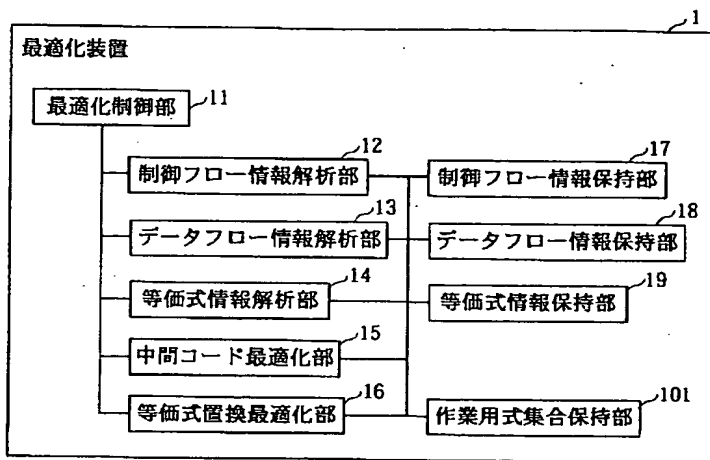 1
最適化装置
最適化制御部
11
12
17
制御フロー情報解析部
制御フロー情報保持部
13
18
データフロー情報解析部
データフロー情報保持部
14
19
等価式情報解析部
等価式情報保持部
15
中間コード最適化部
16
101
等価式置換最適化部
作業用式集合保持部